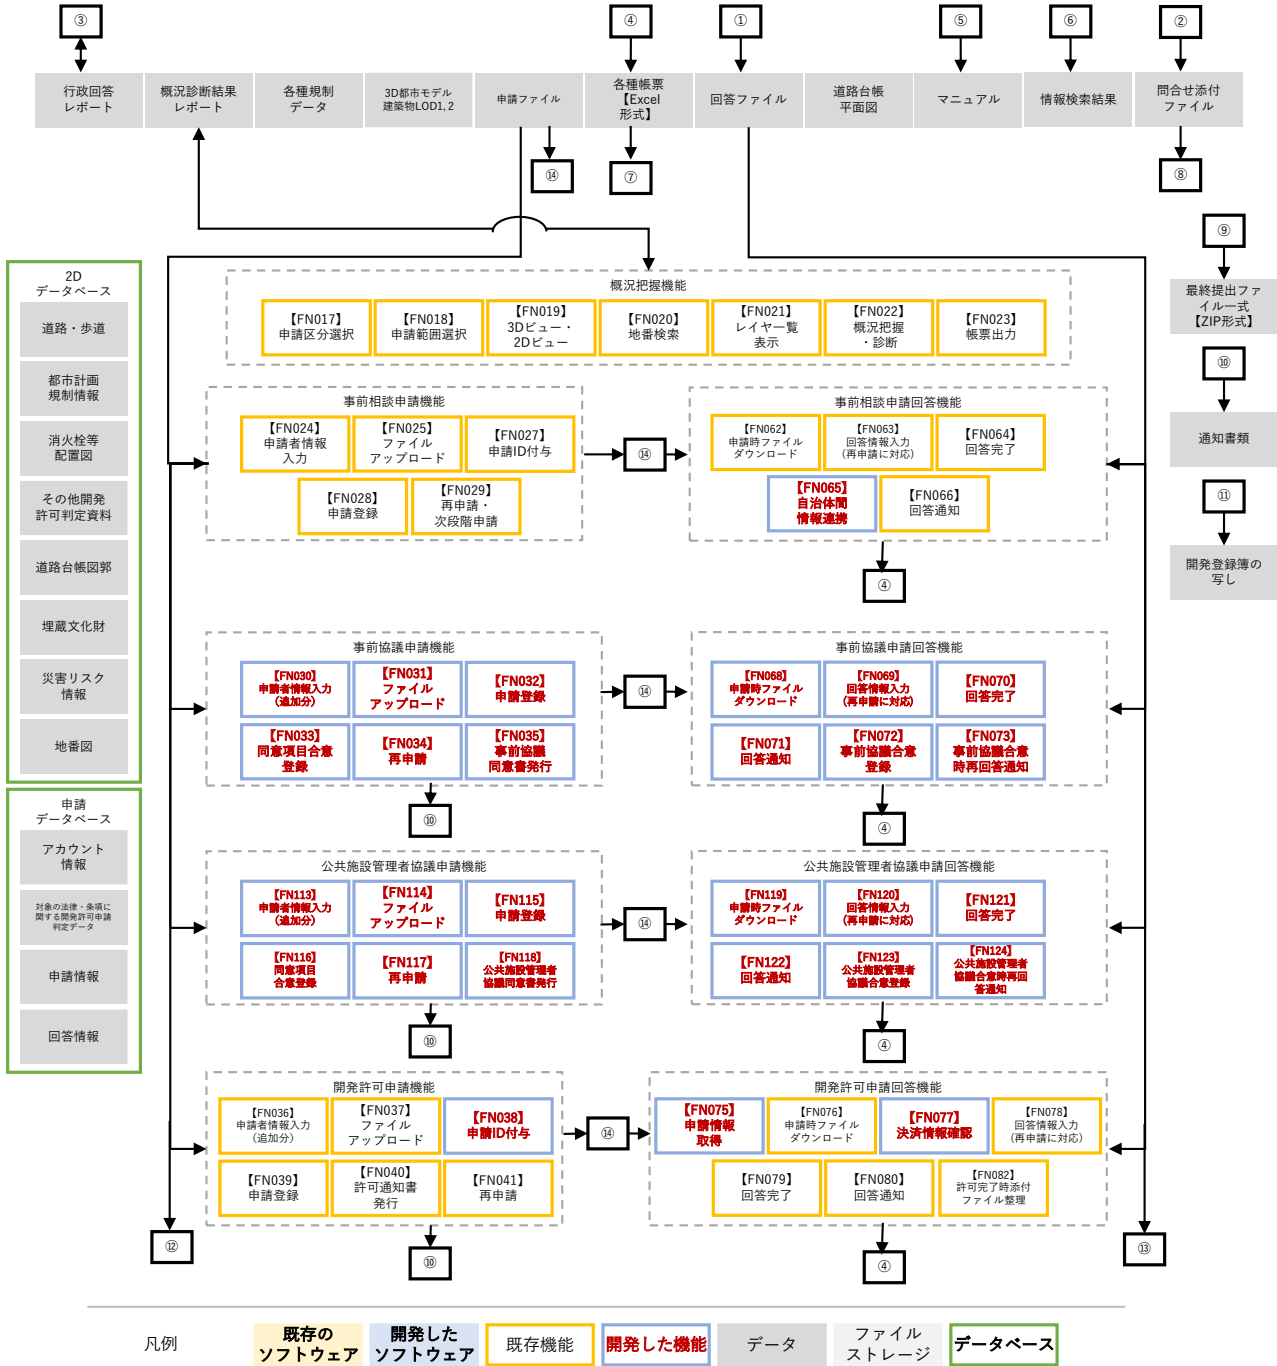 ③
④
①
⑤
⑥
②
行政回答
レポート
概況診断結果
レポート
各種規制
データ
3D都市モデル
建築物LOD1, 2
申請ファイル
各種帳票
【Excel
形式】
回答ファイル
道路台帳
平面図
マニュアル
情報検索結果
問合せ添付
ファイル
⑭
⑦
⑧
⑨
最終提出ファ
イル一式
【ZIP形式】
⑩
通知書類
⑪
開発登録簿の
写し
2D
データベース
道路・歩道
都市計画
規制情報
消火栓等
配置図
その他開発
許可判定資料
道路台帳図郭
埋蔵文化財
災害リスク
情報
地番図
申請
データベース
アカウント
情報
対象の法律・条項に
関する開発許可申請
判定データ
申請情報
回答情報
概況把握機能
【FN017】
申請区分選択
【FN018】
申請範囲選択
【FN019】
3Dビュー・
2Dビュー
【FN020】
地番検索
【FN021】
レイヤ一覧
表示
【FN022】
概況把握
・診断
【FN023】
帳票出力
事前相談申請機能
【FN024】
申請者情報
入力
【FN025】
ファイル
アップロード
【FN027】
申請ID付与
【FN028】
申請登録
【FN029】
再申請・
次段階申請
⑭
事前相談申請回答機能
【FN062】
申請時ファイル
ダウンロード
【FN063】
回答情報入力
(再申請に対応)
【FN064】
回答完了
【FN065】
自治体間
情報連携
【FN066】
回答通知
④
事前協議申請機能
【FN030】
申請者情報入力
（追加分）
【FN031】
ファイル
アップロード
【FN032】
申請登録
【FN033】
同意項目合意
登録
【FN034】
再申請
【FN035】
事前協議
同意書発行
⑩
⑭
事前協議申請回答機能
【FN068】
申請時ファイル
ダウンロード
【FN069】
回答情報入力
(再申請に対応)
【FN070】
回答完了
【FN071】
回答通知
【FN072】
事前協議合意
登録
【FN073】
事前協議合意
時再回答通知
④
公共施設管理者協議申請機能
【FN113】
申請者情報入力
（追加分）
【FN114】
ファイル
アップロード
【FN115】
申請登録
【FN116】
同意項目
合意登録
【FN117】
再申請
【FN118】
公共施設管理者
協議同意書発行
⑩
⑭
公共施設管理者協議申請回答機能
【FN119】
申請時ファイル
ダウンロード
【FN120】
回答情報入力
(再申請に対応)
【FN121】
回答完了
【FN122】
回答通知
【FN123】
公共施設管理者
協議合意登録
【FN124】
公共施設管理者
協議合意時再回
答通知
④
開発許可申請機能
【FN036】
申請者情報入力
（追加分）
【FN037】
ファイル
アップロード
【FN038】
申請ID付与
【FN039】
申請登録
【FN040】
許可通知書
発行
【FN041】
再申請
⑩
⑭
開発許可申請回答機能
【FN075】
申請情報
取得
【FN076】
申請時ファイル
ダウンロード
【FN077】
決済情報確認
【FN078】
回答情報入力
(再申請に対応)
【FN079】
回答完了
【FN080】
回答通知
【FN082】
許可完了時添付
ファイル整理
④
⑫
⑬
凡例
既存の
ソフトウェア
開発した
ソフトウェア
既存機能
開発した機能
データ
ファイル
ストレージ
データベース